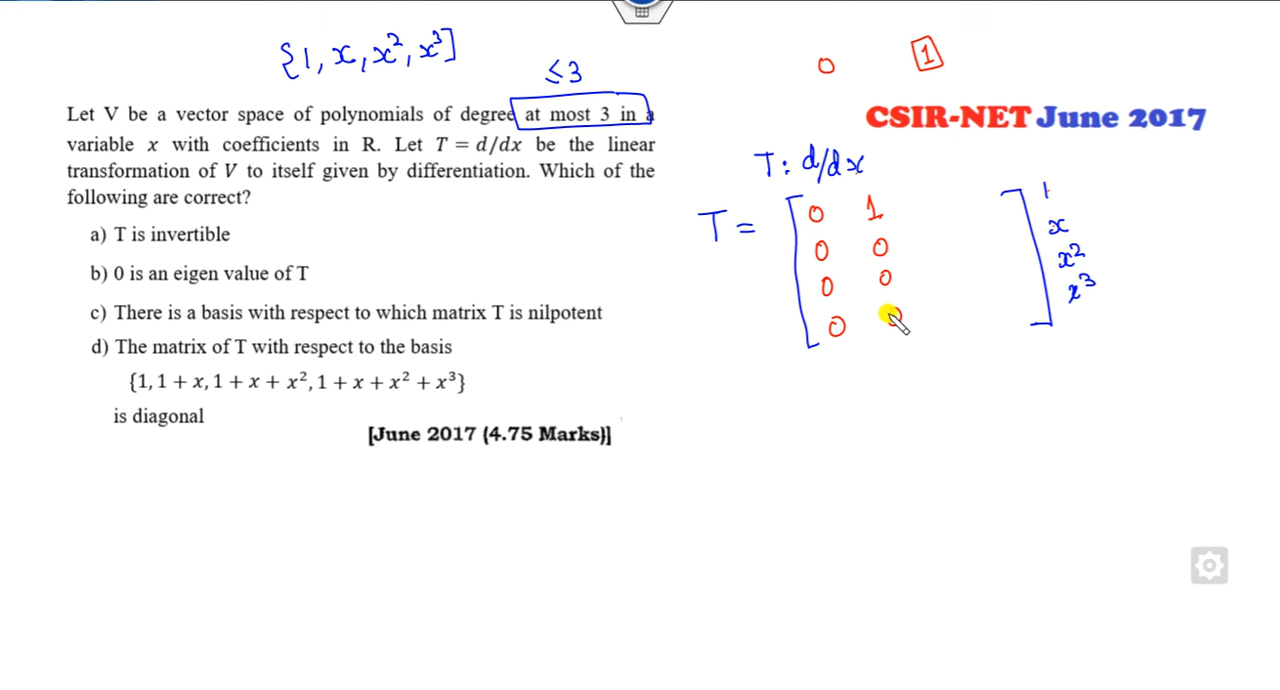 {1, x, x², x³]
≤3
0 1
Let V be a vector space of polynomials of degree at most 3 in a
variable x with coefficients in R. Let T = d/dx be the linear
transformation of V to itself given by differentiation. Which of the
following are correct?
a) T is invertible
b) 0 is an eigen value of T
c) There is a basis with respect to which matrix T is nilpotent
d) The matrix of T with respect to the basis
{1, 1 + x, 1 + x + x², 1 + x + x² + x³}
is diagonal
[June 2017 (4.75 Marks)]
CSIR-NET June 2017
T: d/dx
T = [ 0 1 ] 1
0 0 x
0 0 x²
0 0 x³